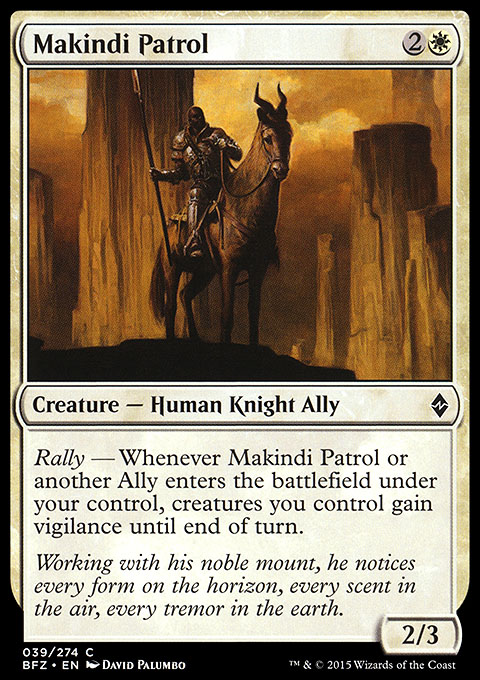 Makindi Patrol 2
Creature — Human Knight Ally
Rally — Whenever Makindi Patrol or
another Ally enters the battlefield under
your control, creatures you control gain
vigilance until end of turn.
Working with his noble mount, he notices
every form on the horizon, every scent in
the air, every tremor in the earth.
2/3
039/274 C
BFZ • EN DAVID PALUMBO
™ & © 2015 Wizards of the Coast